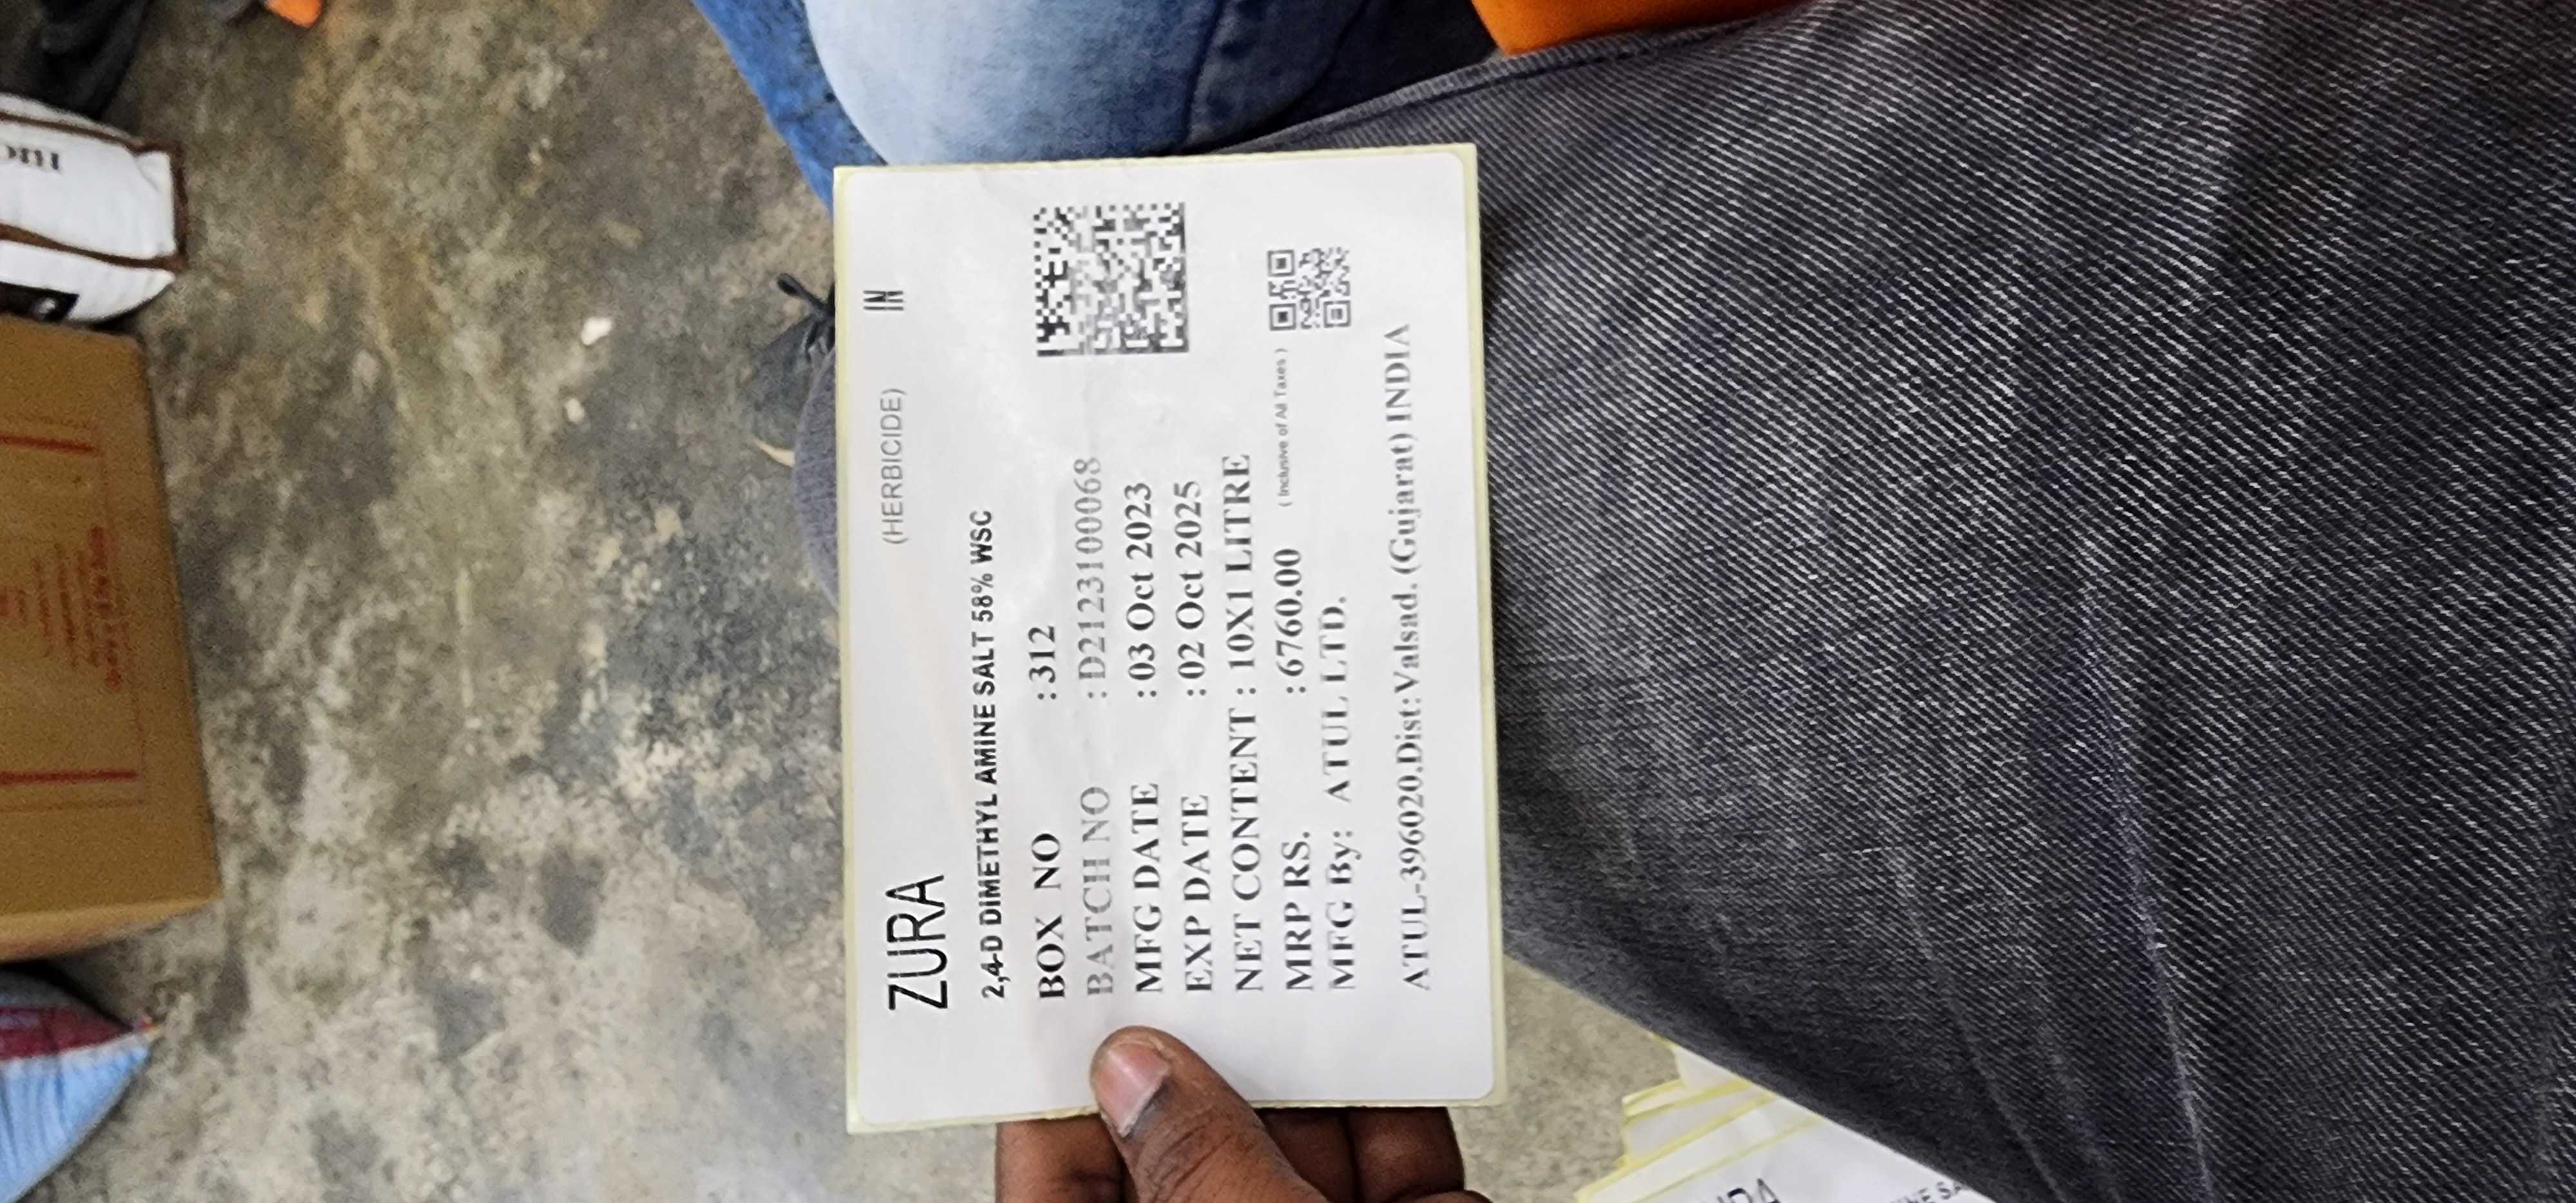 ZURA (HERBICIDE) IN
2,4-D DIMETHYL AMINE SALT 58% WSC
BOX NO :312
BATCH NO :D2123100068
MFG DATE :03 Oct 2023
EXP DATE :02 Oct 2025
NET CONTENT : 10X1 LITRE
MRP RS. :6760.00 ( Inclusive of All Taxes )
MFG By: ATUL LTD.
ATUL-396020.Dist:Valsad. (Gujarat) INDIA